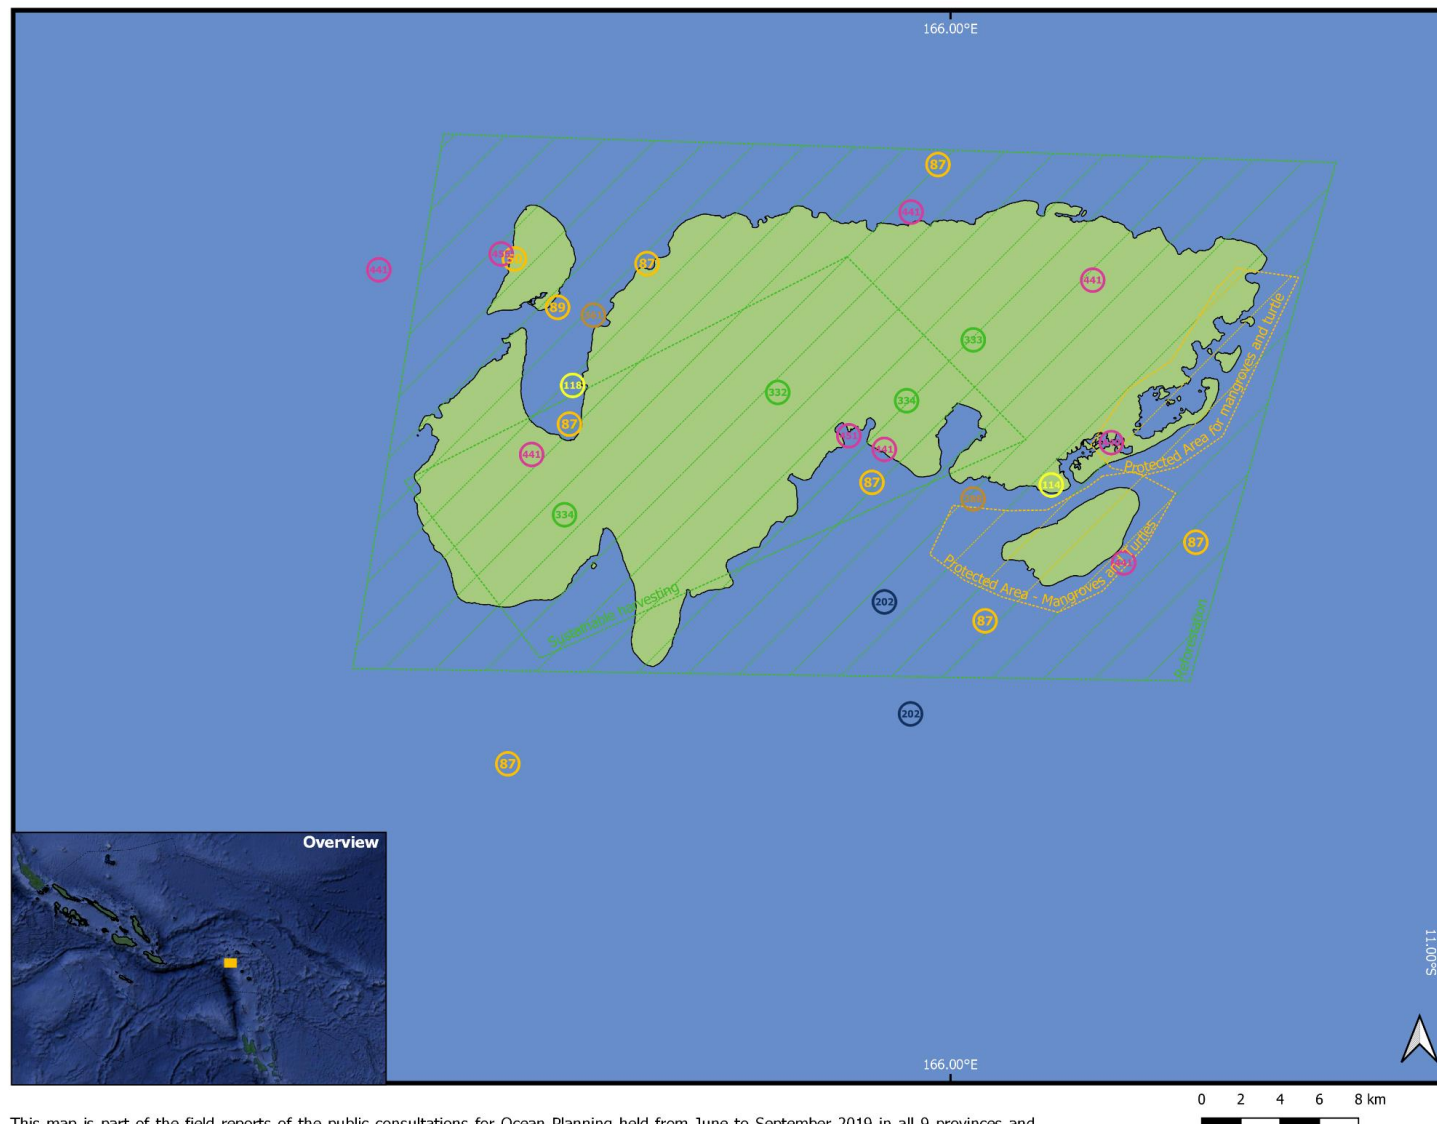 166.00°E
87
441
441
87
441
89
333
118
332
334
87
441
441
87
114
334
87
202
87
202
87
Protected Area for mangroves and turtle
Protected Area - Mangroves and Turtles
Sustainable harvesting
Overview
11.00°S
166.00°E
0 2 4 6 8 km
This map is part of the field reports of the public consultations for Ocean Planning held from June to September 2019 in all 9 provinces and